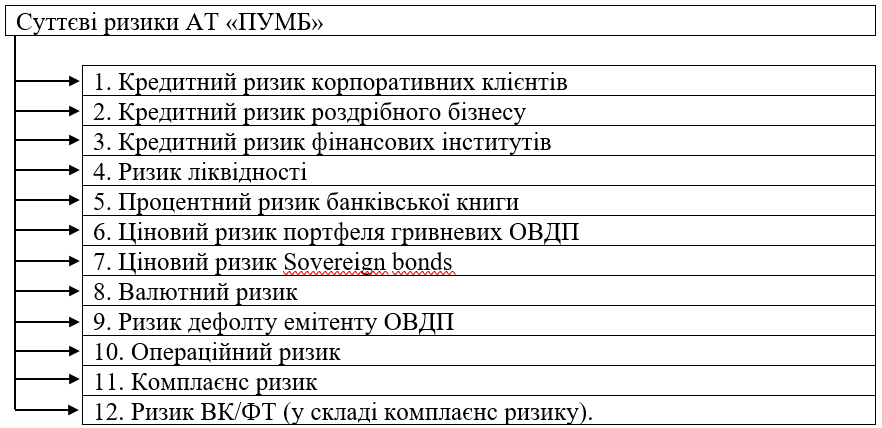 Суттєві ризики АТ «ПУМБ»
1. Кредитний ризик корпоративних клієнтів
2. Кредитний ризик роздрібного бізнесу
3. Кредитний ризик фінансових інститутів
4. Ризик ліквідності
5. Процентний ризик банківської книги
6. Ціновий ризик портфеля гривневих ОВДП
7. Ціновий ризик Sovereign bonds
8. Валютний ризик
9. Ризик дефолту емітенту ОВДП
10. Операційний ризик
11. Комплаєнс ризик
12. Ризик ВК/ФТ (у складі комплаєнс ризику).